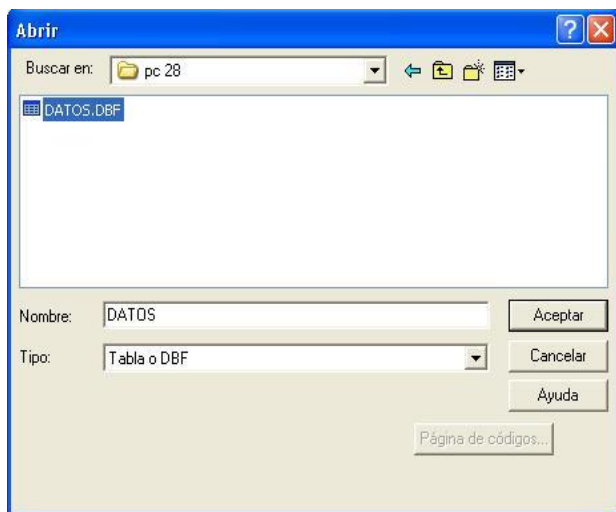 Abrir
Buscar en: pc 28
DATOS.DBF
Nombre: DATOS Aceptar
Tipo: Tabla o DBF Cancelar
Ayuda
Página de códigos...